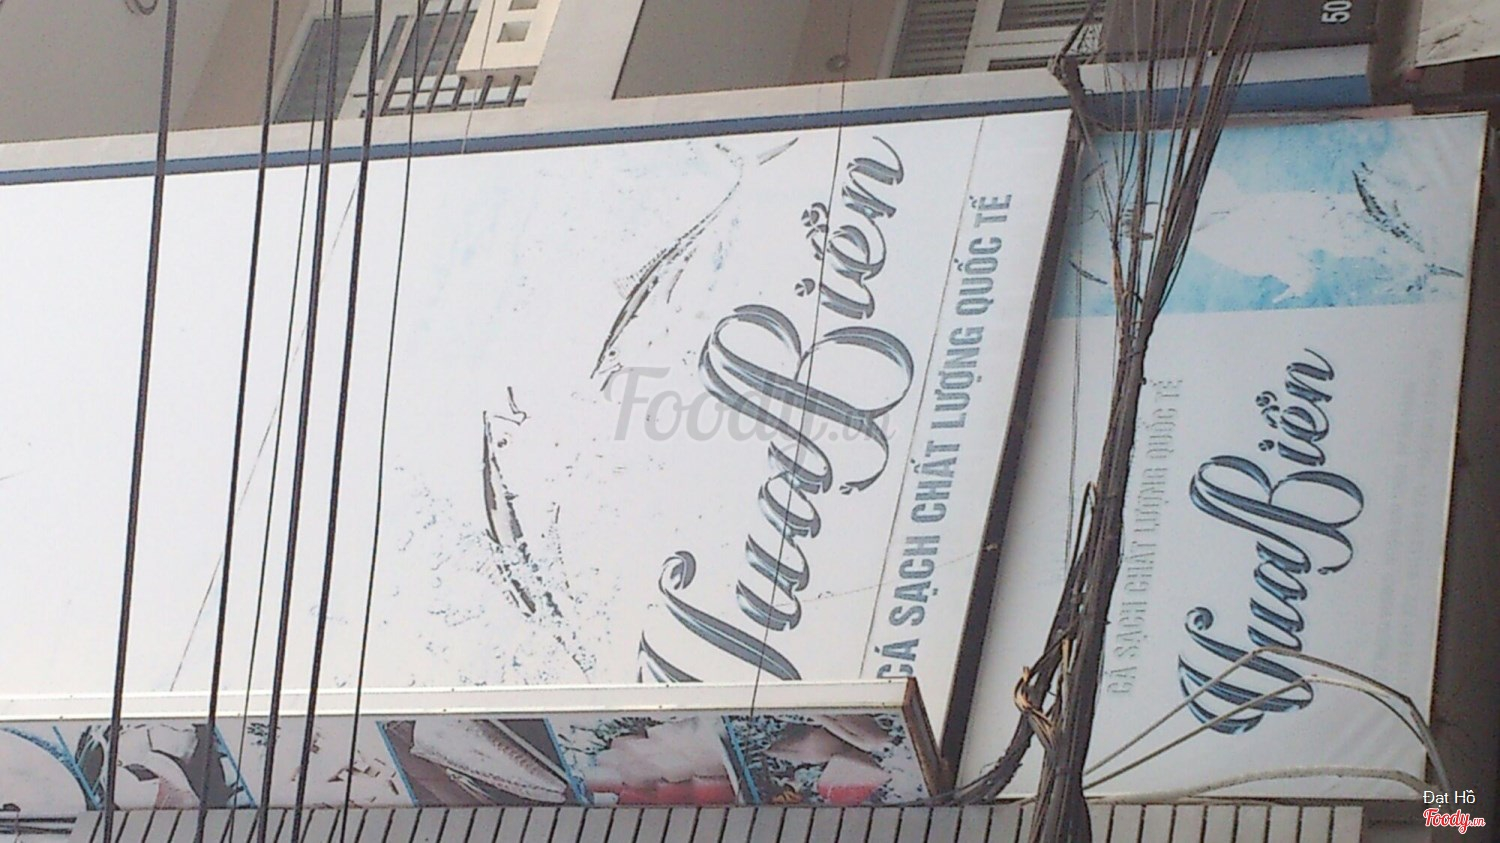 Vua Biển
CÁ SẠCH CHẤT LƯỢNG QUỐC TẾ
CÁ SẠCH CHẤT LƯỢNG QUỐC TẾ
Vua Biển
50
Foody.vn
Đạt Hồ
Foody.vn